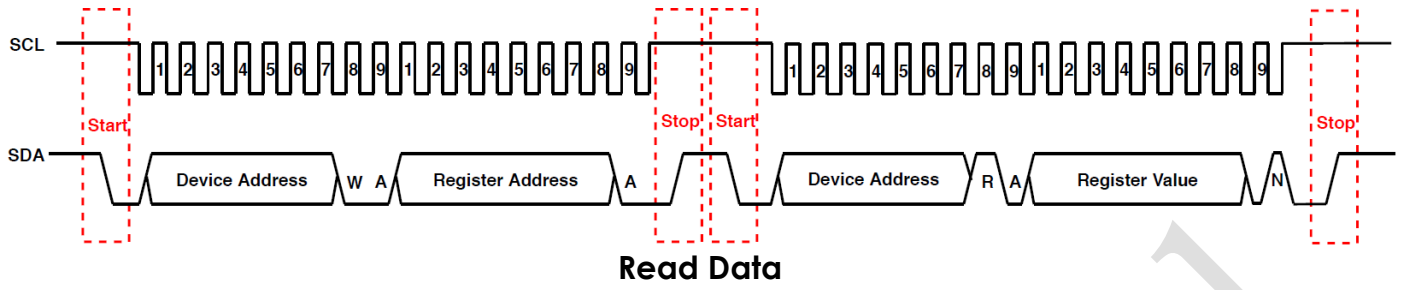 SCL 1 2 3 4 5 6 7 8 9 1 2 3 4 5 6 7 8 9 1 2 3 4 5 6 7 8 9 1 2 3 4 5 6 7 8 9
Start Stop Start Stop
SDA Device Address W A Register Address A Device Address R A Register Value N
Read Data